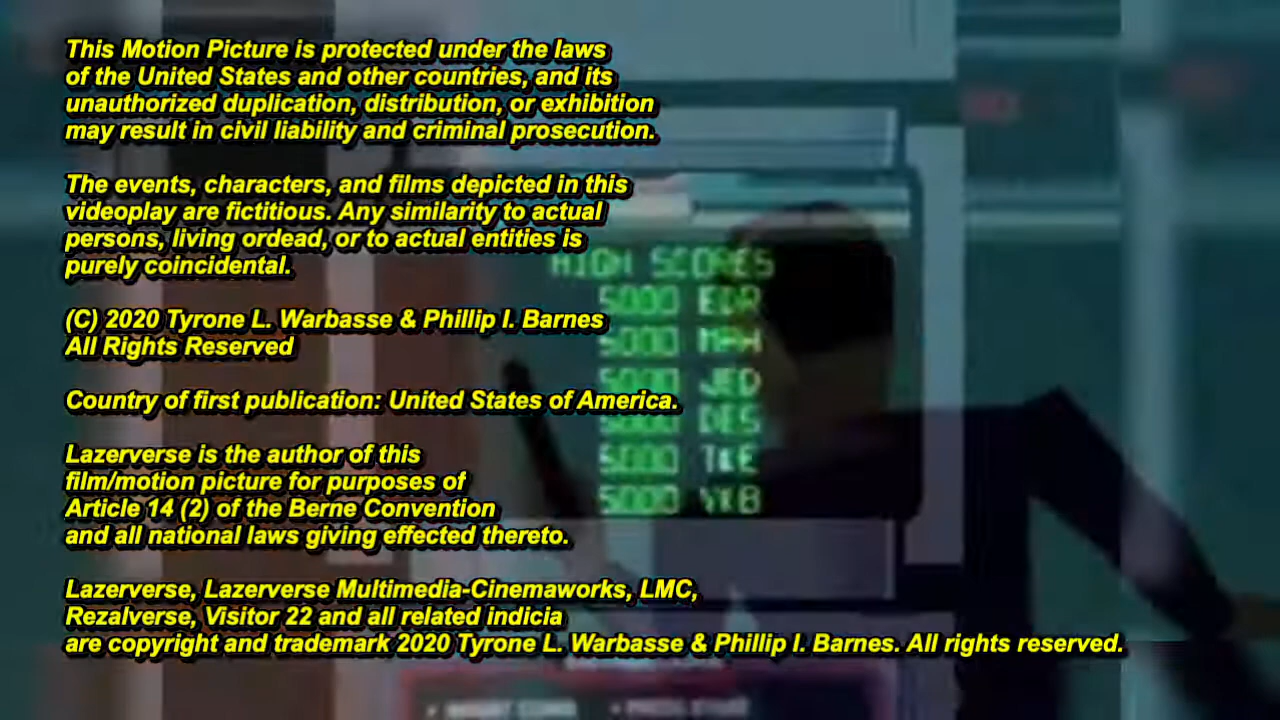 This Motion Picture is protected under the laws
of the United States and other countries, and its
unauthorized duplication, distribution, or exhibition
may result in civil liability and criminal prosecution.
The events, characters, and films depicted in this
videoplay are fictitious. Any similarity to actual
persons, living ordead, or to actual entities is
purely coincidental.
HIGH SCORES
5000 EDR
(C) 2020 Tyrone L. Warbasse & Phillip I. Barnes
5000
All Rights Reserved
5000 JED
Country of first publication: United States of America.
5000 DES
Lazerverse is the author of this
5000
film/motion picture for purposes of
5000
Article 14 (2) of the Berne Convention
and all national laws giving effected thereto.
Lazerverse, Lazerverse Multimedia-Cinemaworks, LMC,
Rezalverse, Visitor 22 and all related indicia
are copyright and trademark 2020 Tyrone L. Warbasse & Phillip I. Barnes. All rights reserved.